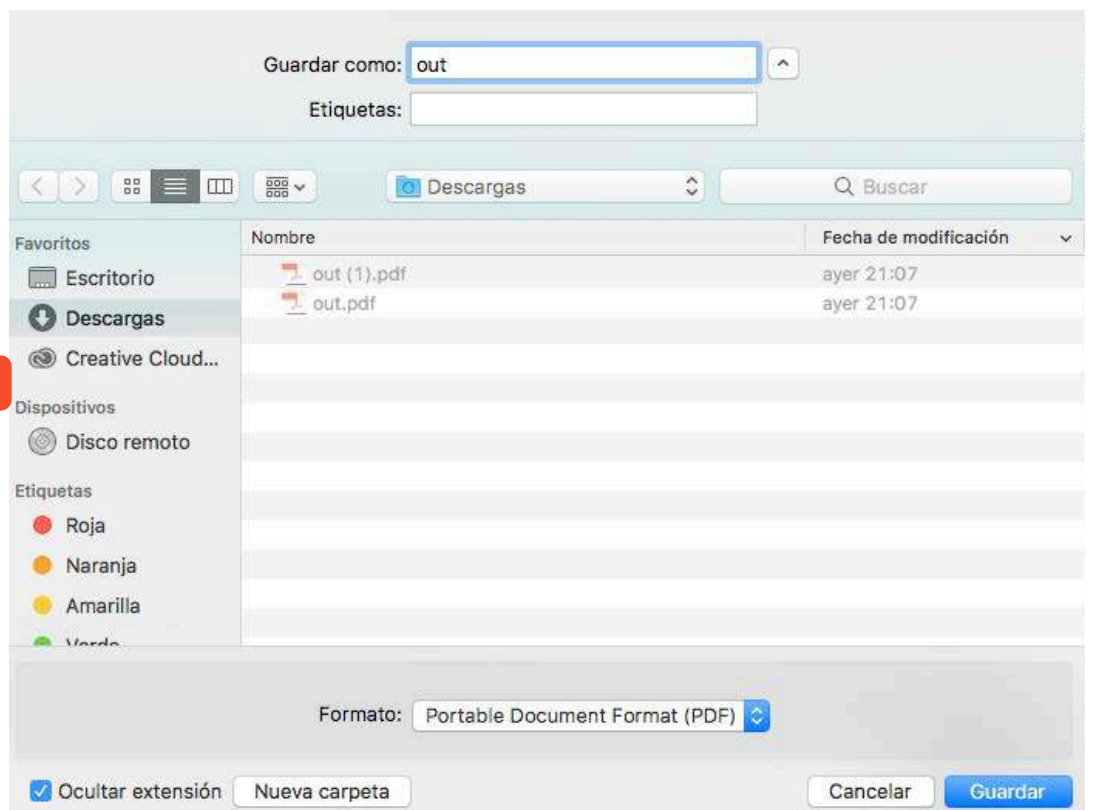 Guardar como: out
Etiquetas:
Descargas
Buscar
Favoritos
Escritorio
Descargas
Creative Cloud...
Dispositivos
Disco remoto
Etiquetas
Roja
Naranja
Amarilla
Verde
Nombre Fecha de modificación
out (1).pdf ayer 21:07
out.pdf ayer 21:07
Formato: Portable Document Format (PDF)
Ocultar extensión Nueva carpeta Cancelar Guardar